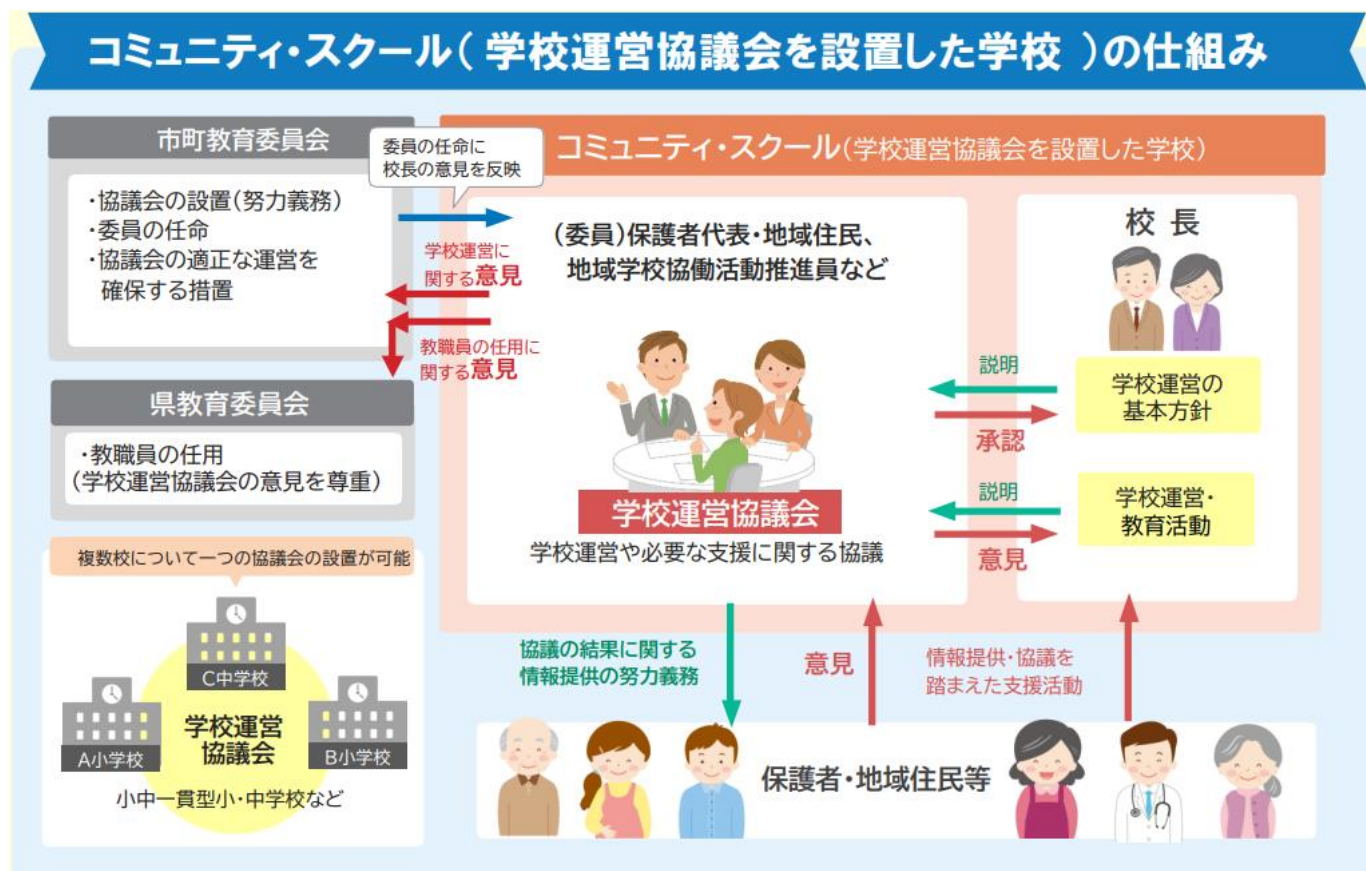 コミュニティ・スクール( 学校運営協議会を設置した学校 )の仕組み
市町教育委員会
・協議会の設置(努力義務)
・委員の任命
・協議会の適正な運営を
確保する措置
委員の任命に
校長の意見を反映
学校運営に
関する意見
教職員の任用に
関する意見
県教育委員会
・教職員の任用
(学校運営協議会の意見を尊重)
複数校について一つの協議会の設置が可能
C中学校
A小学校
学校運営
協議会
B小学校
小中一貫型小・中学校など
コミュニティ・スクール(学校運営協議会を設置した学校)
(委員)保護者代表・地域住民、
地域学校協働活動推進員など
学校運営協議会
学校運営や必要な支援に関する協議
校長
説明
承認
学校運営の
基本方針
説明
意見
学校運営・
教育活動
協議の結果に関する
情報提供の努力義務
意見
情報提供・協議を
踏まえた支援活動
保護者・地域住民等